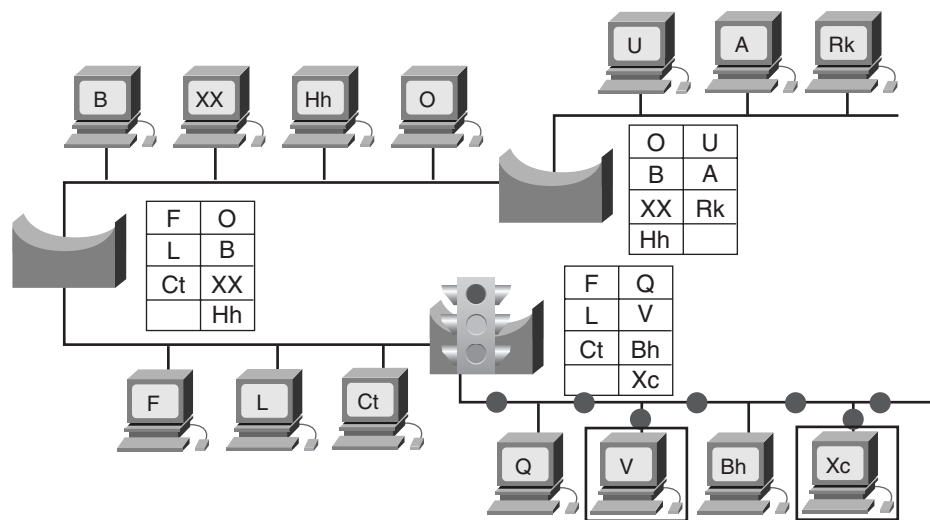 U A Rk
B XX Hh O
O U
B A
XX Rk
Hh
F O
L B
Ct XX
Hh
F Q
L V
Ct Bh
Xc
F L Ct
Q V Bh Xc